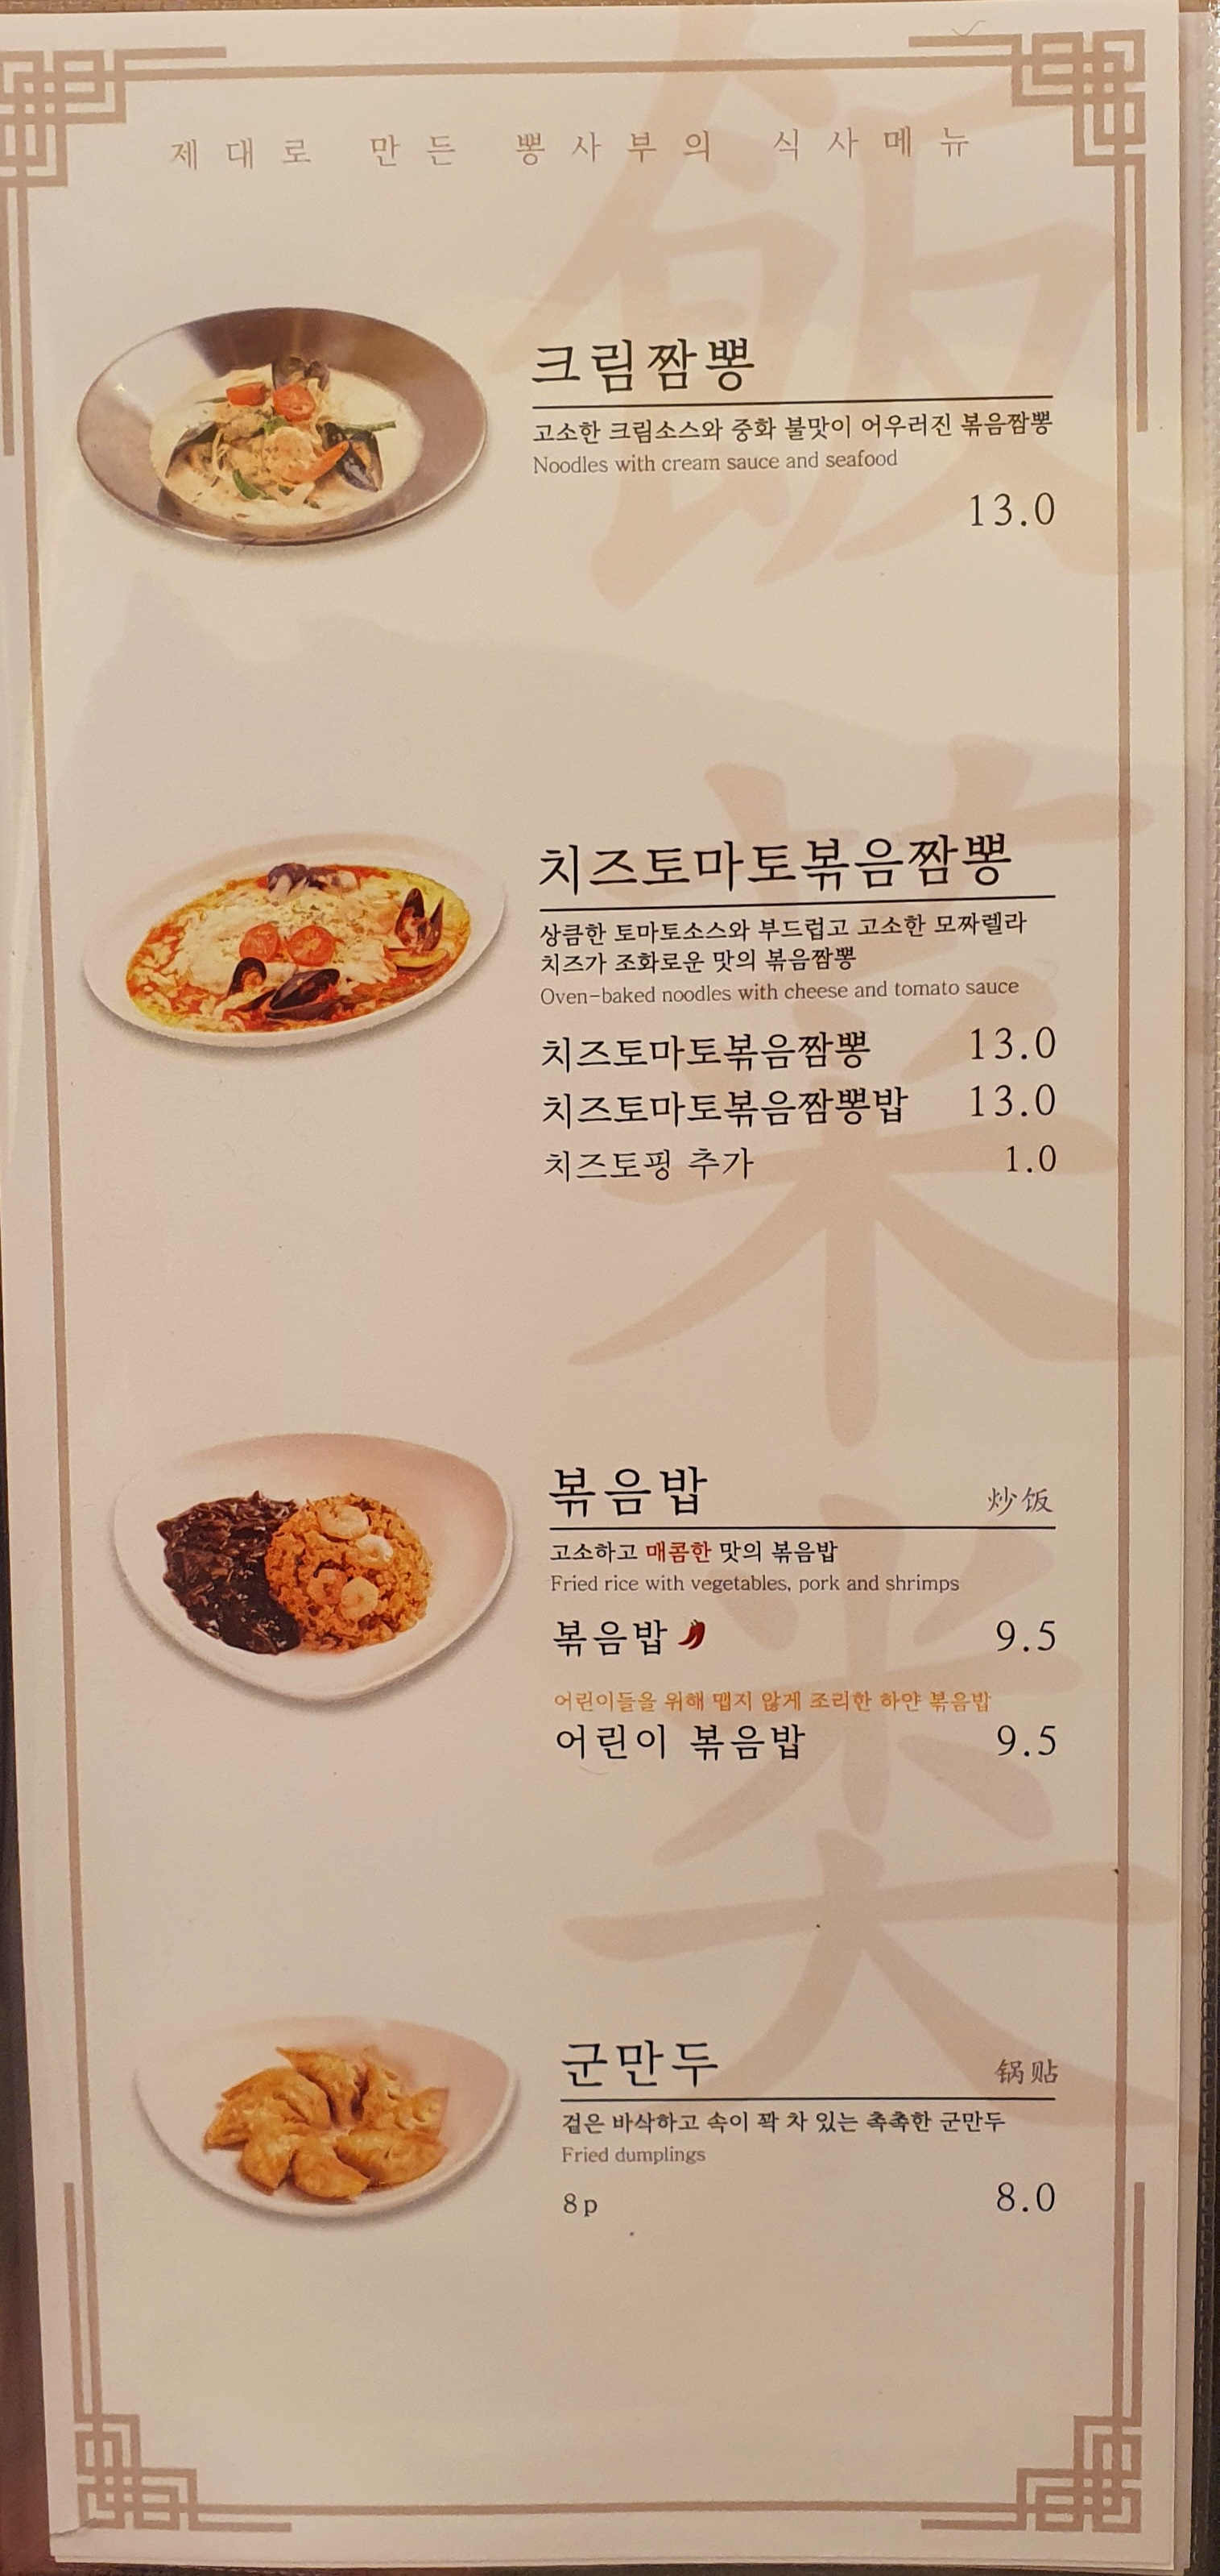 제대로 만든 뽕사부의 식사메뉴
크림짬뽕
고소한 크림소스와 중화 불맛이 어우러진 볶음짬뽕
Noodles with cream sauce and seafood
13.0
치즈토마토볶음짬뽕
상큼한 토마토소스와 부드럽고 고소한 모짜렐라
치즈가 조화로운 맛의 볶음짬뽕
Oven-baked noodles with cheese and tomato sauce
치즈토마토볶음짬뽕 13.0
치즈토마토볶음짬뽕밥 13.0
치즈토핑 추가 1.0
볶음밥 炒饭
고소하고 매콤한 맛의 볶음밥
Fried rice with vegetables, pork and shrimps
볶음밥 9.5
어린이들을 위해 맵지 않게 조리한 하얀 볶음밥
어린이 볶음밥 9.5
군만두 锅贴
겉은 바삭하고 속이 꽉 차 있는 촉촉한 군만두
Fried dumplings
8p 8.0